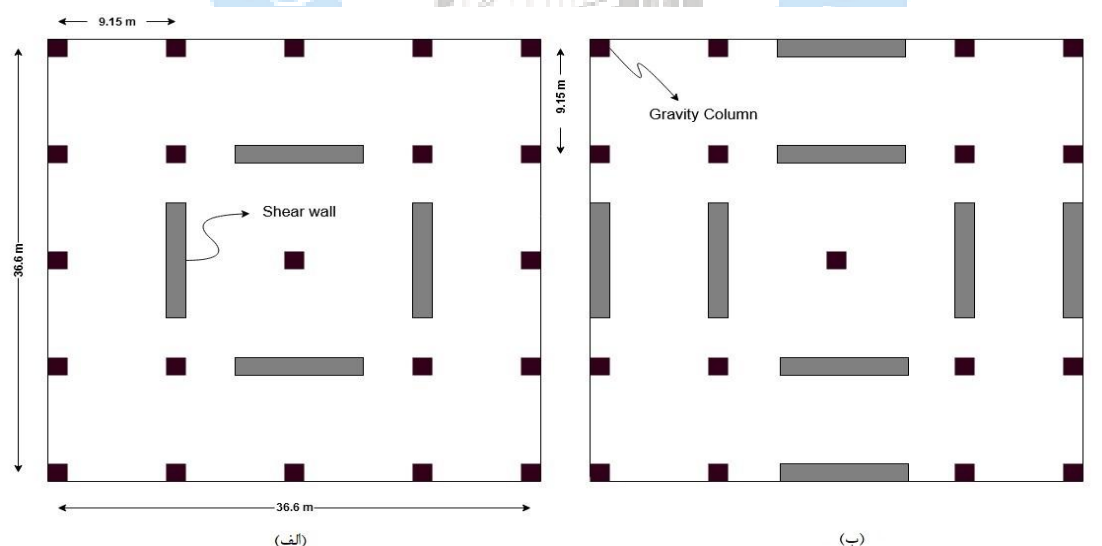 9.15 m
9.15 m
Gravity Column
Shear wall
36.6 m
36.6 m
(الف)
(ب)